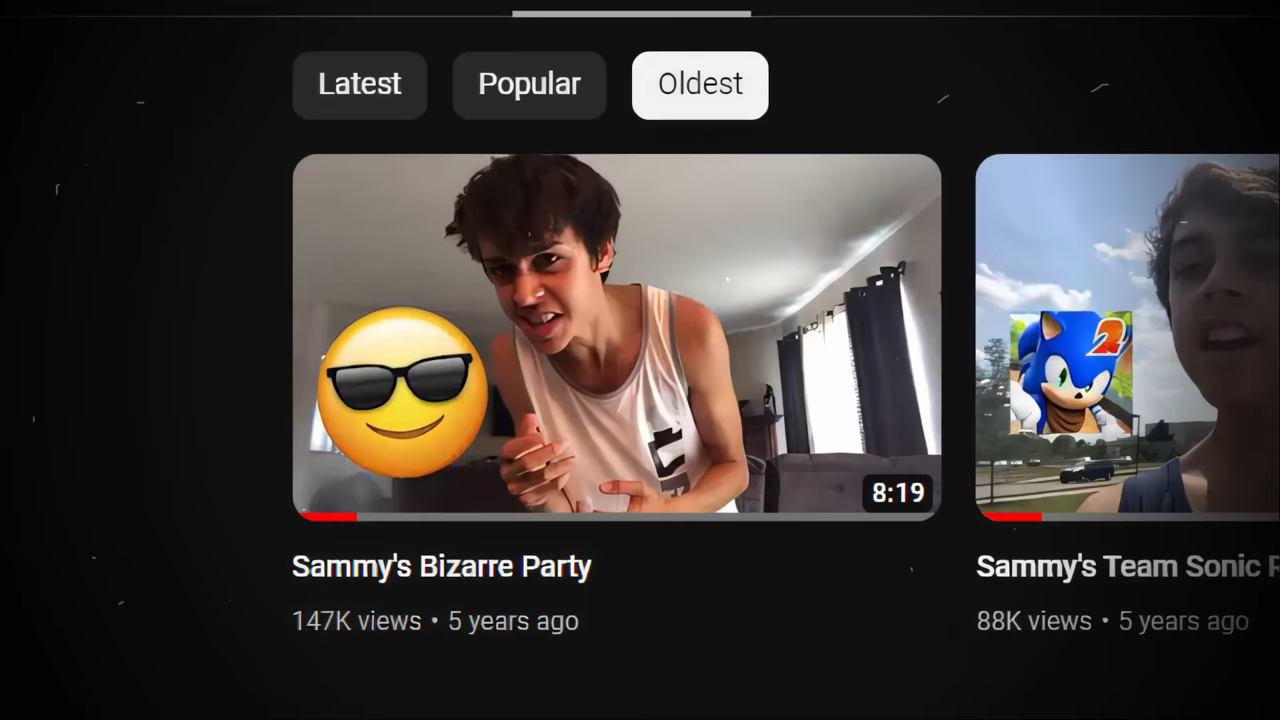 Latest Popular Oldest
2
8:19
Sammy's Bizarre Party
147K views • 5 years ago
Sammy's Team Sonic
88K views • 5 years ago